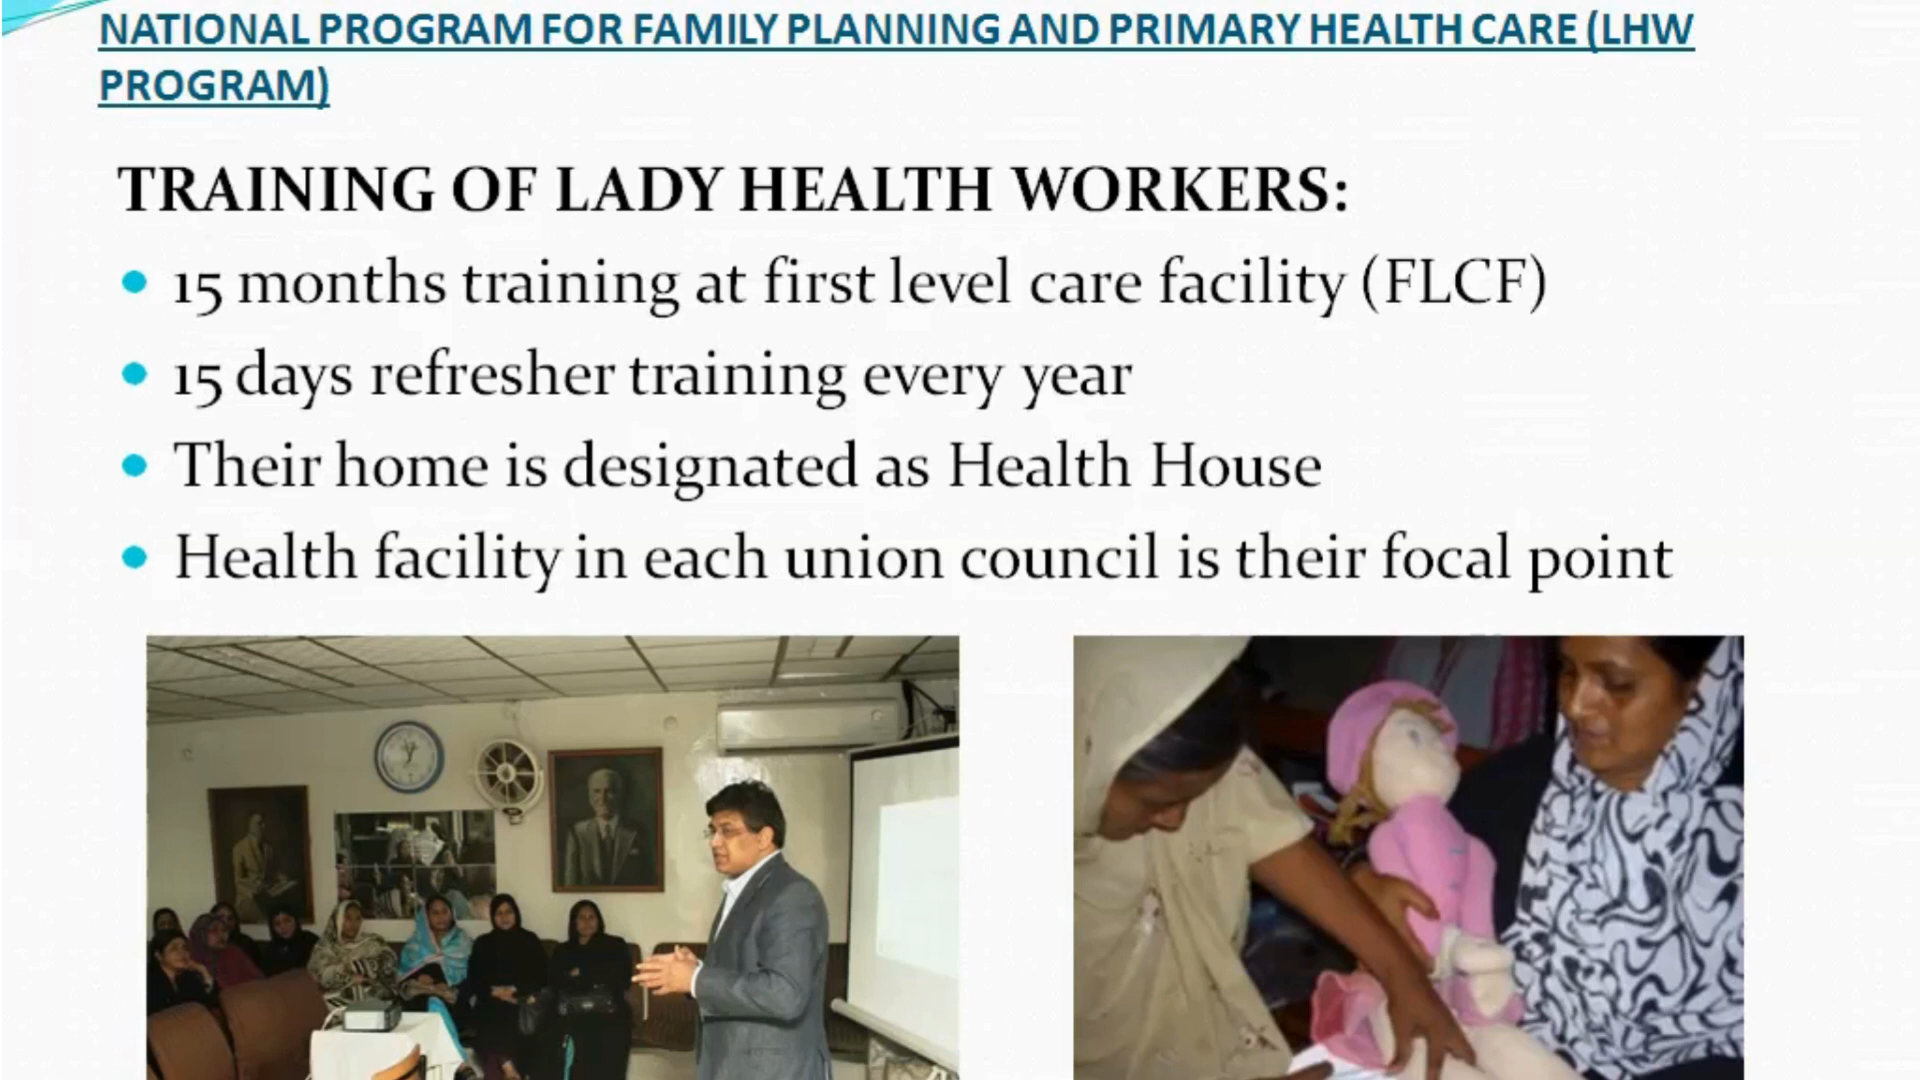 NATIONAL PROGRAM FOR FAMILY PLANNING AND PRIMARY HEALTH CARE (LHW
PROGRAM)
TRAINING OF LADY HEALTH WORKERS:
• 15 months training at first level care facility (FLCF)
• 15 days refresher training every year
• Their home is designated as Health House
• Health facility in each union council is their focal point